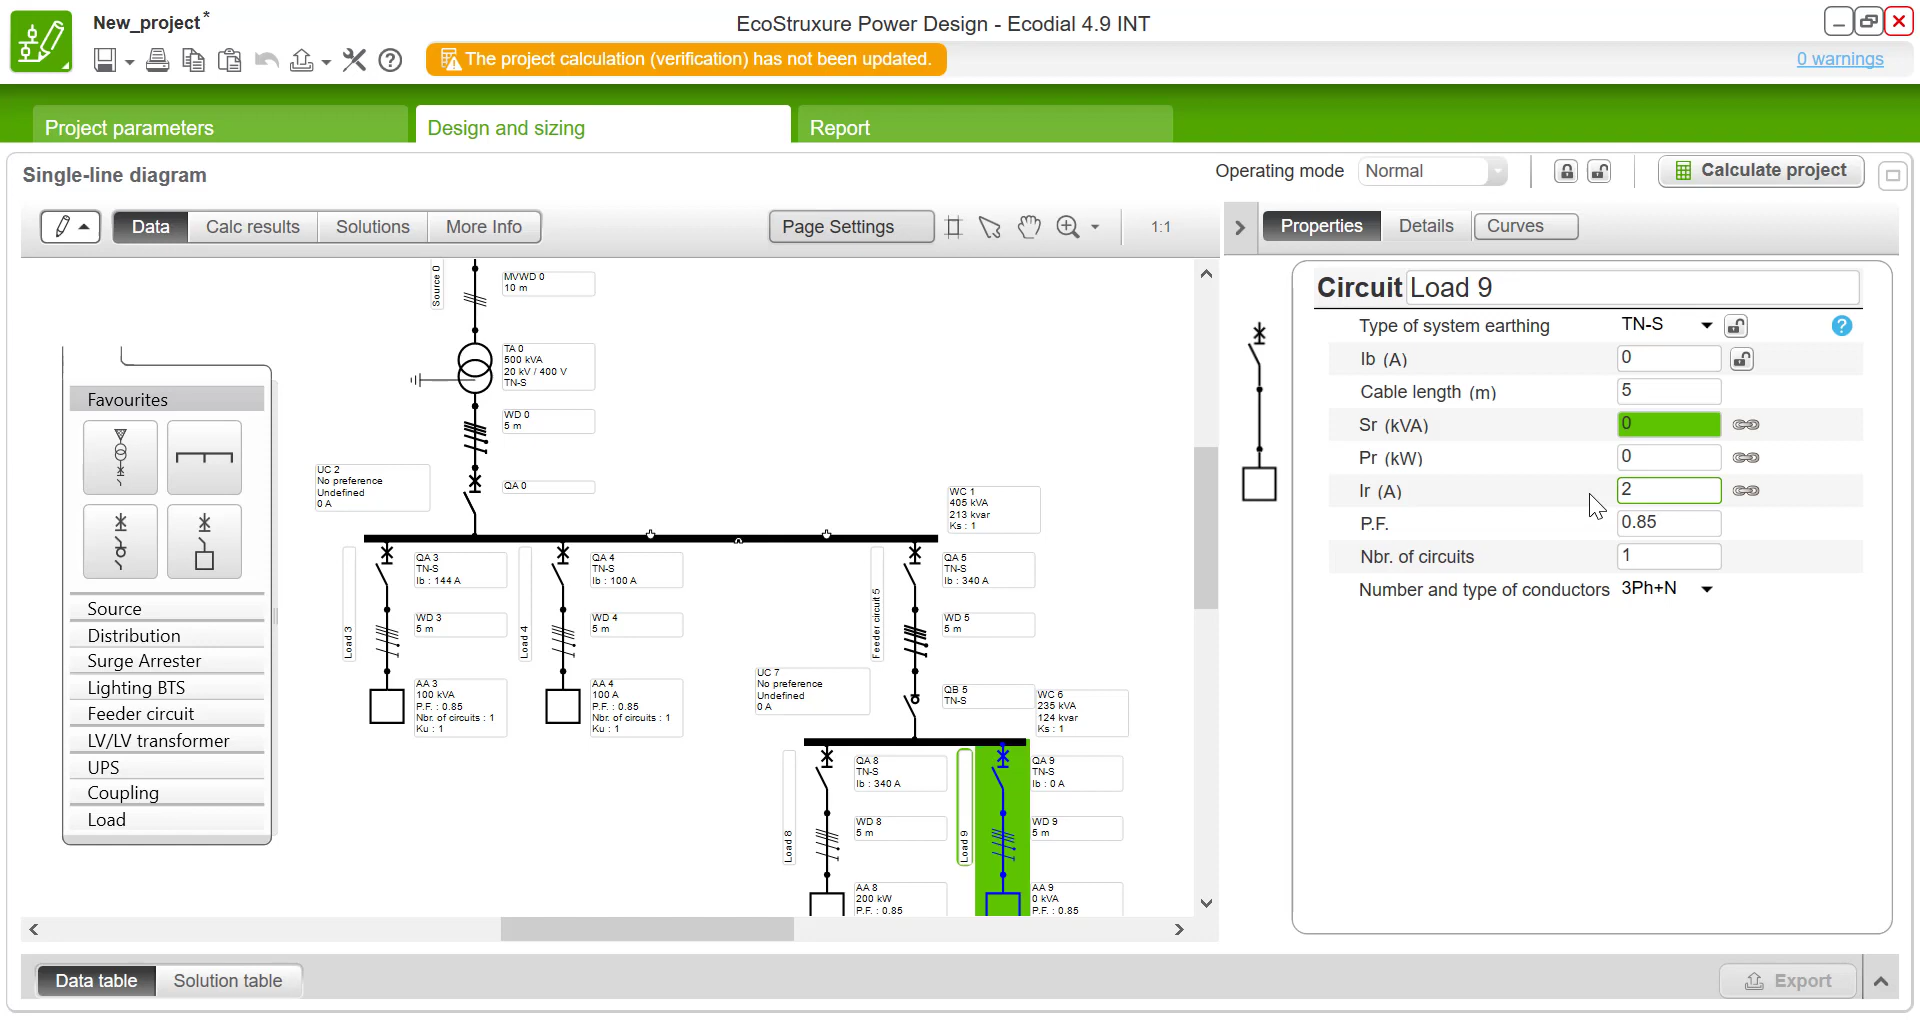 New_project*
EcoStruxure Power Design - Ecodial 4.9 INT
The project calculation (verification) has not been updated.
0 warnings
Project parameters
Design and sizing
Report
Single-line diagram
Operating mode
Normal
Calculate project
Data
Calc results
Solutions
More Info
Page Settings
1:1
Properties
Details
Curves
Favourites
Source
Distribution
Surge Arrester
Lighting BTS
Feeder circuit
LV/LV transformer
UPS
Coupling
Load
Source 0
MVWD 0
10 m
TA 0
500 kVA
20 kV / 400 V
TN-S
WD 0
5 m
UC 2
No preference
Undefined
0 A
QA 0
WC 1
405 kVA
213 kvar
Ks : 1
Load 3
QA 3
TN-S
Ib : 144 A
WD 3
5 m
AA 3
100 kVA
P.F. : 0.85
Nbr. of circuits : 1
Ku : 1
Load 4
QA 4
TN-S
Ib : 100 A
WD 4
5 m
AA 4
100 A
P.F. : 0.85
Nbr. of circuits : 1
Ku : 1
Feeder circuit 5
QA 5
TN-S
Ib : 340 A
WD 5
5 m
UC 7
No preference
Undefined
0 A
QB 5
TN-S
WC 6
235 kVA
124 kvar
Ks : 1
Load 8
QA 8
TN-S
Ib : 340 A
WD 8
5 m
AA 8
200 kW
P.F. : 0.85
Load 9
QA 9
TN-S
Ib : 0 A
WD 9
5 m
AA 9
0 kVA
P.F. : 0.85
Circuit Load 9
Type of system earthing TN-S
Ib (A) 0
Cable length (m) 5
Sr (kVA) 0
Pr (kW) 0
Ir (A) 2
P.F. 0.85
Nbr. of circuits 1
Number and type of conductors 3Ph+N
Data table
Solution table
Export